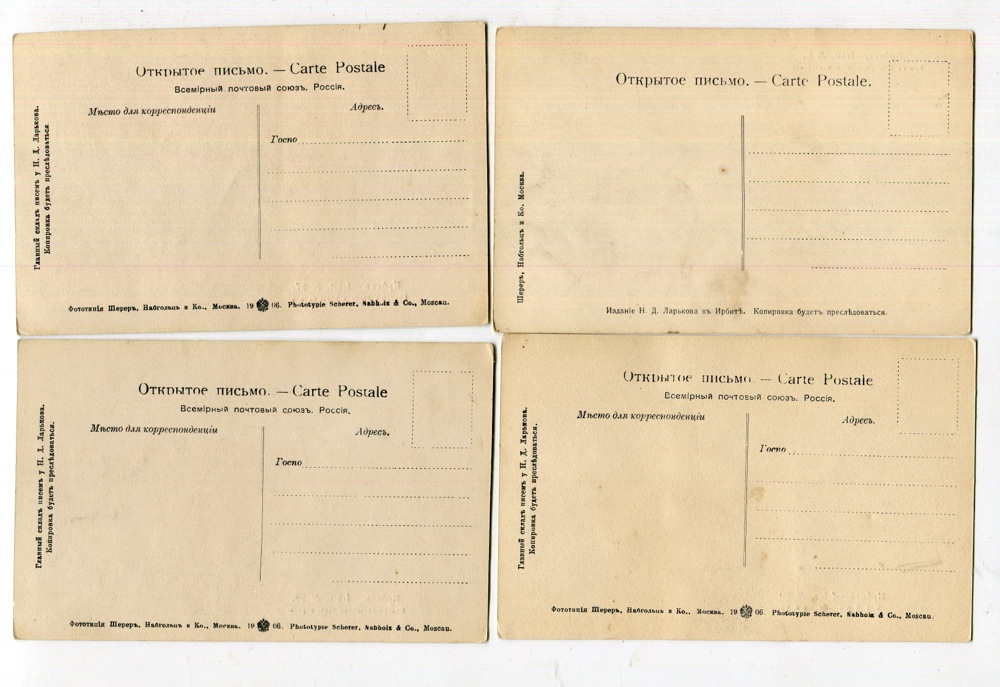 Открытое письмо. — Carte Postale
Всемірный почтовый союзъ. Россія.
Мѣсто для корреспонденціи
Адресъ.
Госпо
Главный складъ писемъ у Н. Д. Ларькова.
Копировка будетъ преслѣдоваться.
Фототипія Шереръ, Набгольцъ и Ко., Москва. 1906. Phototypie Scherer, Nabholz & Co., Moscau.
Открытое письмо. — Carte Postale.
Шереръ, Набгольцъ и Ко. Москва.
Изданіе Н. Д. Ларькова въ Ирбитѣ. Копировка будетъ преслѣдоваться.
Открытое письмо. — Carte Postale
Всемірный почтовый союзъ. Россія.
Мѣсто для корреспонденціи
Адресъ.
Госпо
Главный складъ писемъ у Н. Д. Ларькова.
Копировка будетъ преслѣдоваться.
Фототипія Шереръ, Набгольцъ и Ко., Москва. 1906. Phototypie Scherer, Nabholz & Co., Moscau.
Открытое письмо — Carte Postale
Всемірный почтовый союзъ. Россія.
Мѣсто для корреспонденціи
Адресъ.
Госпо
Главный складъ писемъ у Н. Д. Ларькова.
Копировка будетъ преслѣдоваться.
Фототипія Шереръ, Набгольцъ и Ко., Москва. 1906. Phototypie Scherer, Nabholz & Co., Moscau.